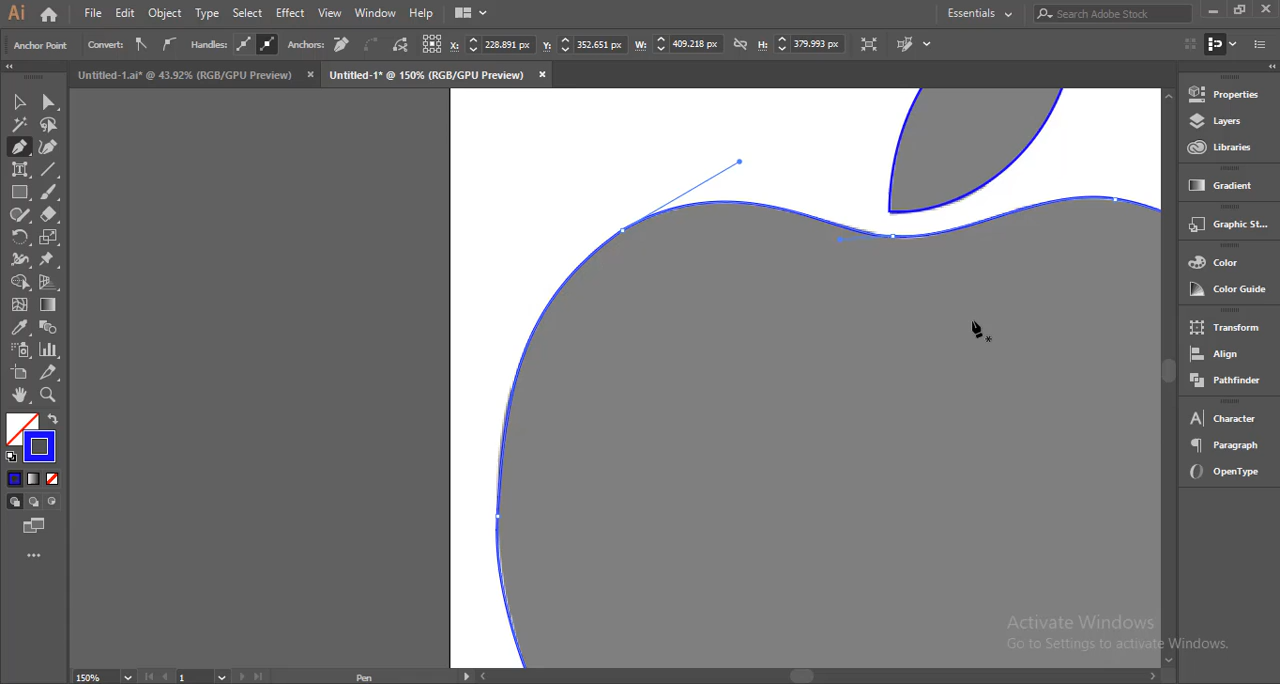 Ai
File Edit Object Type Select Effect View Window Help
Essentials
Search Adobe Stock
Anchor Point Convert: Handles: Anchors: X: 228.891 px Y: 352.651 px W: 409.218 px H: 379.993 px
Untitled-1.ai* @ 43.92% (RGB/GPU Preview) × Untitled-1* @ 150% (RGB/GPU Preview) ×
Properties
Layers
Libraries
Gradient
Graphic St...
Color
Color Guide
Transform
Align
Pathfinder
Character
Paragraph
OpenType
Activate Windows
Go to Settings to activate Windows.
150% 1 Pen